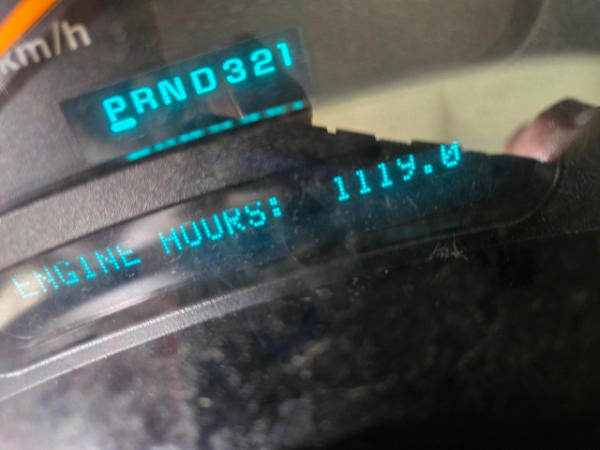 km/h
PRND321
ENGINE HOURS: 1119.0